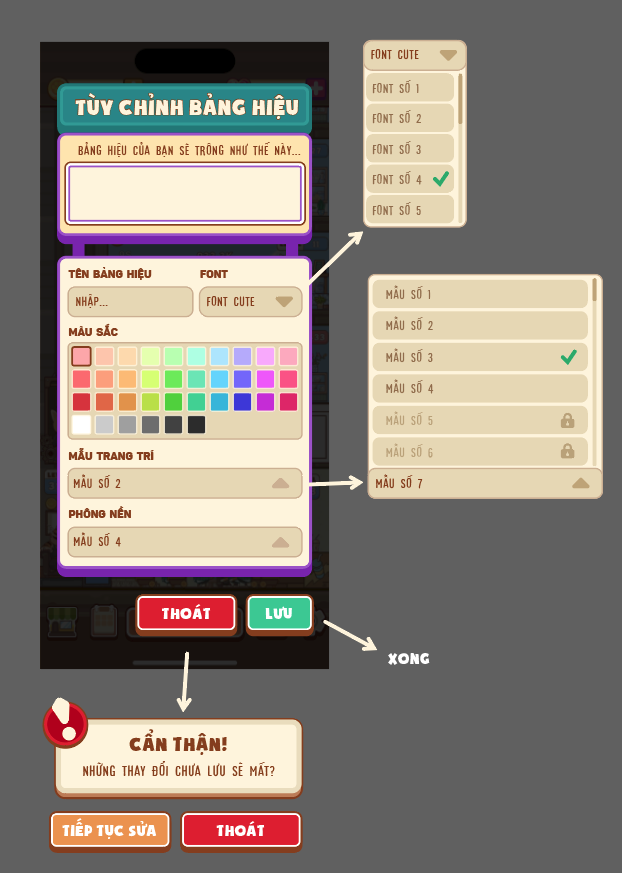 TÙY CHỈNH BẢNG HIỆU
BẢNG HIỆU CỦA BẠN SẼ TRÔNG NHƯ THẾ NÀY...
TÊN BẢNG HIỆU
FONT
NHẬP...
FONT CUTE
MÀU SẮC
MẪU TRANG TRÍ
MẪU SỐ 2
PHÔNG NỀN
MẪU SỐ 4
THOÁT
LƯU
FONT CUTE
FONT SỐ 1
FONT SỐ 2
FONT SỐ 3
FONT SỐ 4
FONT SỐ 5
MẪU SỐ 1
MẪU SỐ 2
MẪU SỐ 3
MẪU SỐ 4
MẪU SỐ 5
MẪU SỐ 6
MẪU SỐ 7
XONG
CẨN THẬN!
NHỮNG THAY ĐỔI CHƯA LƯU SẼ MẤT?
TIẾP TỤC SỬA
THOÁT